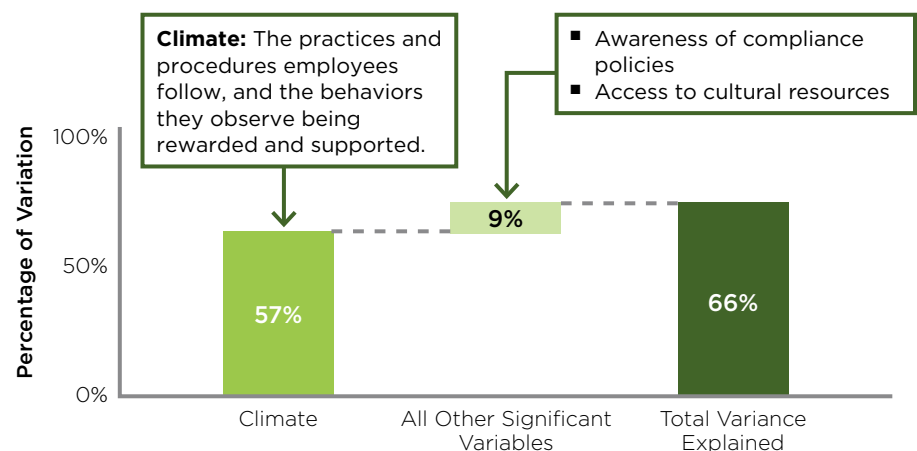 Climate: The practices and
procedures employees
follow, and the behaviors
they observe being
rewarded and supported.
▪ Awareness of compliance
policies
▪ Access to cultural resources
Percentage of Variation
100%
50%
0%
57%
9%
66%
Climate
All Other Significant
Variables
Total Variance
Explained